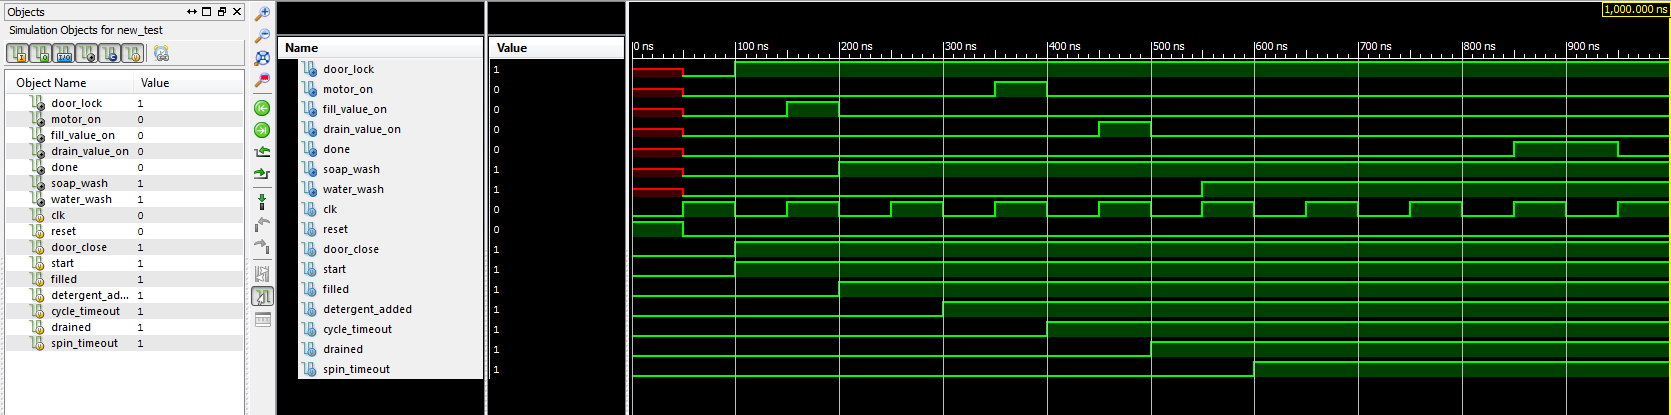 Objects
Simulation Objects for new_test
I O I/O C
Object Name Value
door_lock 1
motor_on 0
fill_value_on 0
drain_value_on 0
done 0
soap_wash 1
water_wash 1
clk 0
reset 0
door_close 1
start 1
filled 1
detergent_ad... 1
cycle_timeout 1
drained 1
spin_timeout 1
1,000.000 ns
Name Value
0 ns 100 ns 200 ns 300 ns 400 ns 500 ns 600 ns 700 ns 800 ns 900 ns
door_lock 1
motor_on 0
fill_value_on 0
drain_value_on 0
done 0
soap_wash 1
water_wash 1
clk 0
reset 0
door_close 1
start 1
filled 1
detergent_added 1
cycle_timeout 1
drained 1
spin_timeout 1